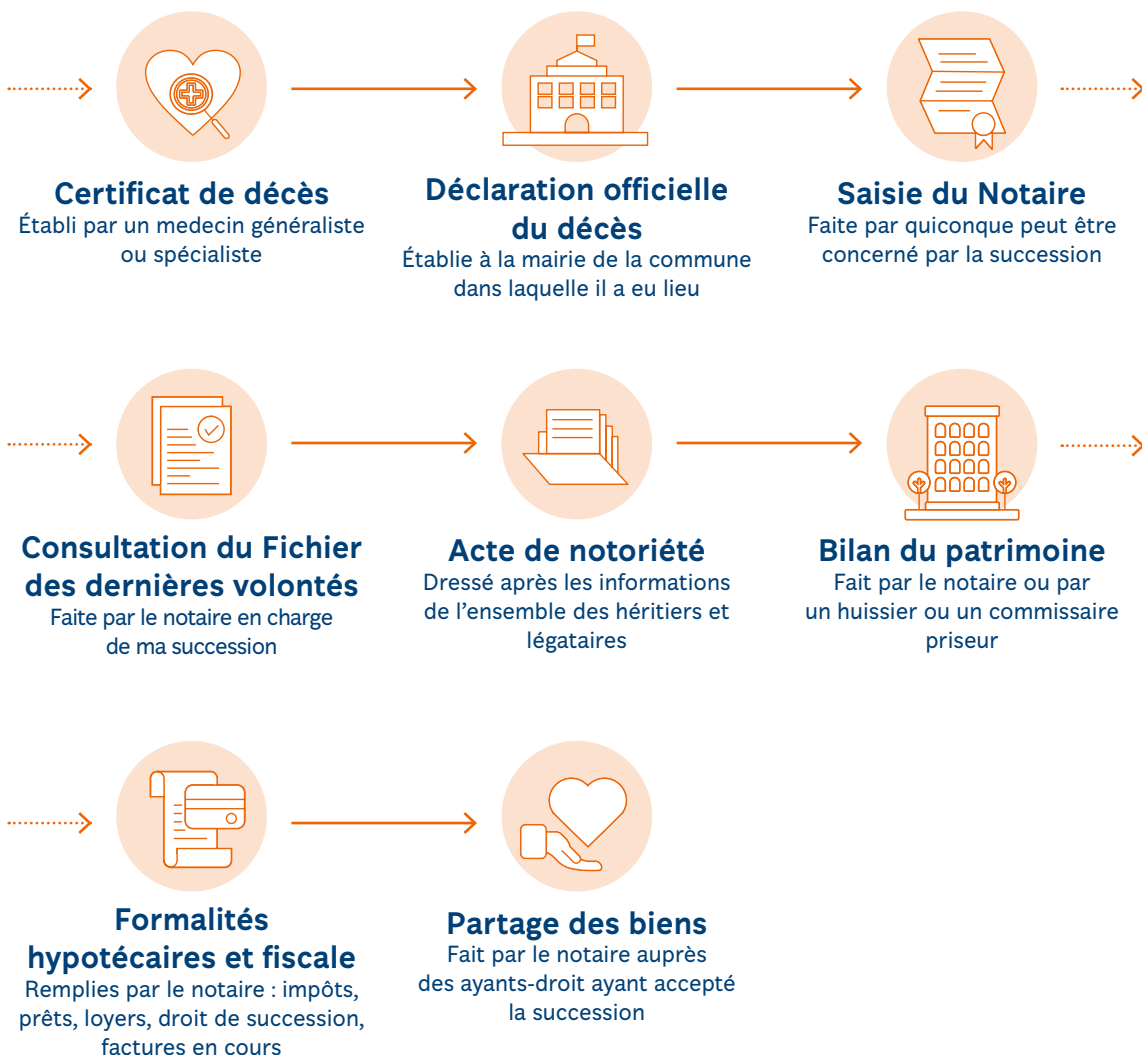 Certificat de décès
Établi par un medecin généraliste
ou spécialiste
Déclaration officielle
du décès
Établie à la mairie de la commune
dans laquelle il a eu lieu
Saisie du Notaire
Faite par quiconque peut être
concerné par la succession
Consultation du Fichier
des dernières volontés
Faite par le notaire en charge
de ma succession
Acte de notoriété
Dressé après les informations
de l’ensemble des héritiers et
légataires
Bilan du patrimoine
Fait par le notaire ou par
un huissier ou un commissaire
priseur
Formalités
hypotécaires et fiscale
Remplies par le notaire : impôts,
prêts, loyers, droit de succession,
factures en cours
Partage des biens
Fait par le notaire auprès
des ayants-droit ayant accepté
la succession